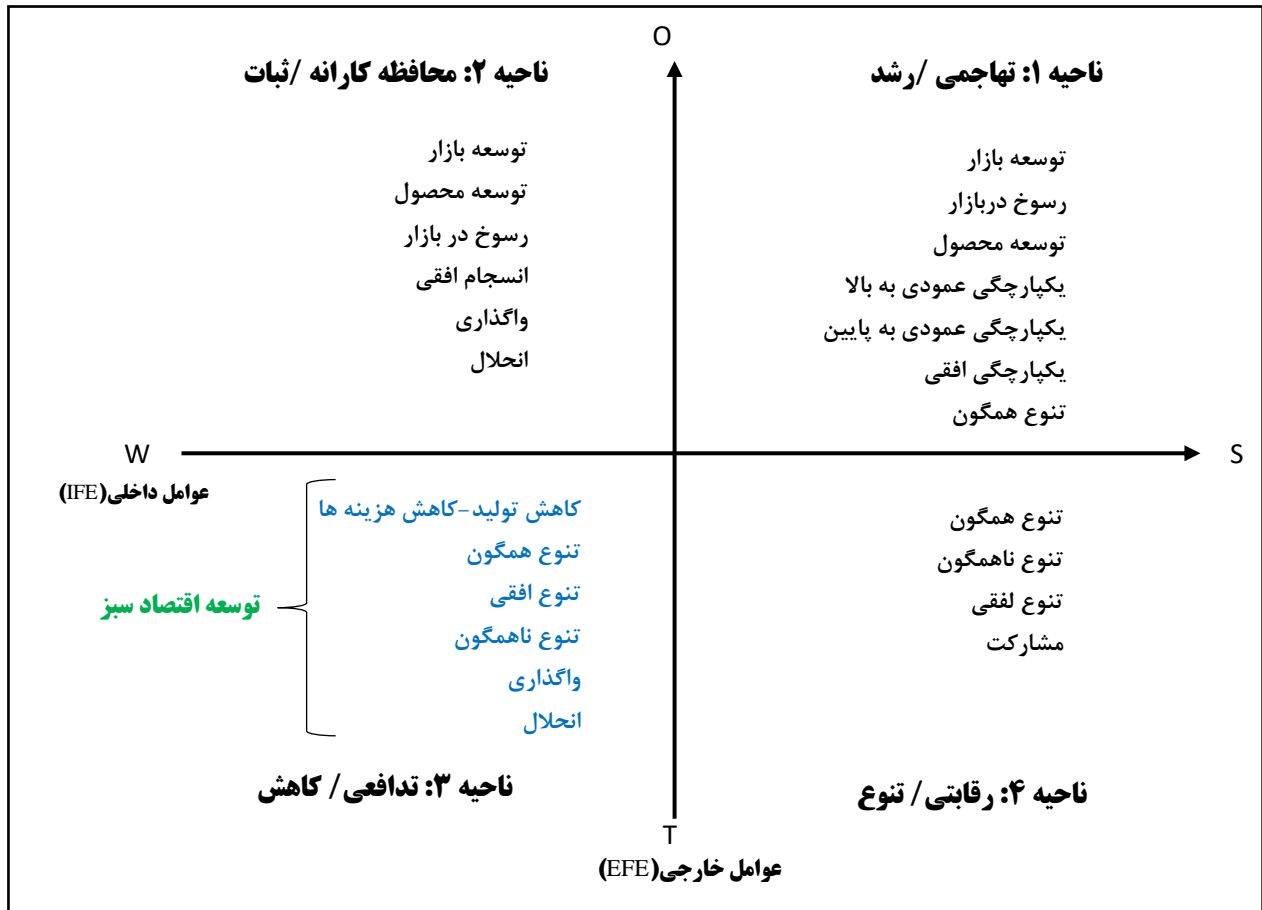 O
ناحیه ۱: تهاجمی /رشد
توسعه بازار
رسوخ دربازار
توسعه محصول
یکپارچگی عمودی به بالا
یکپارچگی عمودی به پایین
یکپارچگی افقی
تنوع همگون
ناحیه ۲: محافظه کارانه /ثبات
توسعه بازار
توسعه محصول
رسوخ در بازار
انسجام افقی
واگذاری
انحلال
S
W
عوامل داخلی(IFE)
تنوع همگون
تنوع ناهمگون
تنوع لفقی
مشارکت
ناحیه ۴: رقابتی/ تنوع
کاهش تولید-کاهش هزینه ها
تنوع همگون
تنوع افقی
تنوع ناهمگون
واگذاری
انحلال
توسعه اقتصاد سبز
ناحیه ۳: تدافعی/ کاهش
T
عوامل خارجی(EFE)